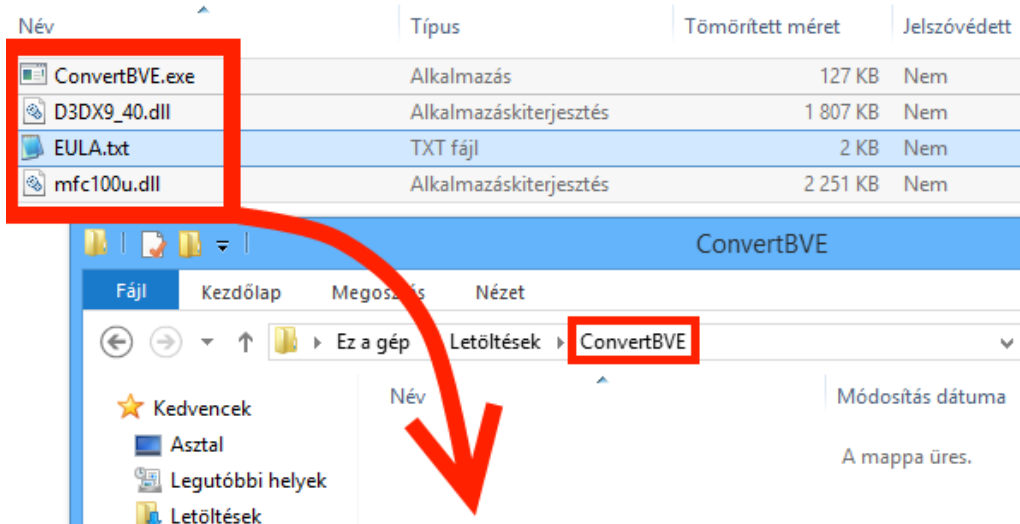 Név Típus Tömörített méret Jelszóvédett
ConvertBVE.exe Alkalmazás 127 KB Nem
D3DX9_40.dll Alkalmazáskiterjesztés 1 807 KB Nem
EULA.txt TXT fájl 2 KB Nem
mfc100u.dll Alkalmazáskiterjesztés 2 251 KB Nem
ConvertBVE
Fájl Kezdőlap Megosztás Nézet
Ez a gép Letöltések ConvertBVE
Név Módosítás dátuma
Kedvencek
Asztal A mappa üres.
Legutóbbi helyek
Letöltések